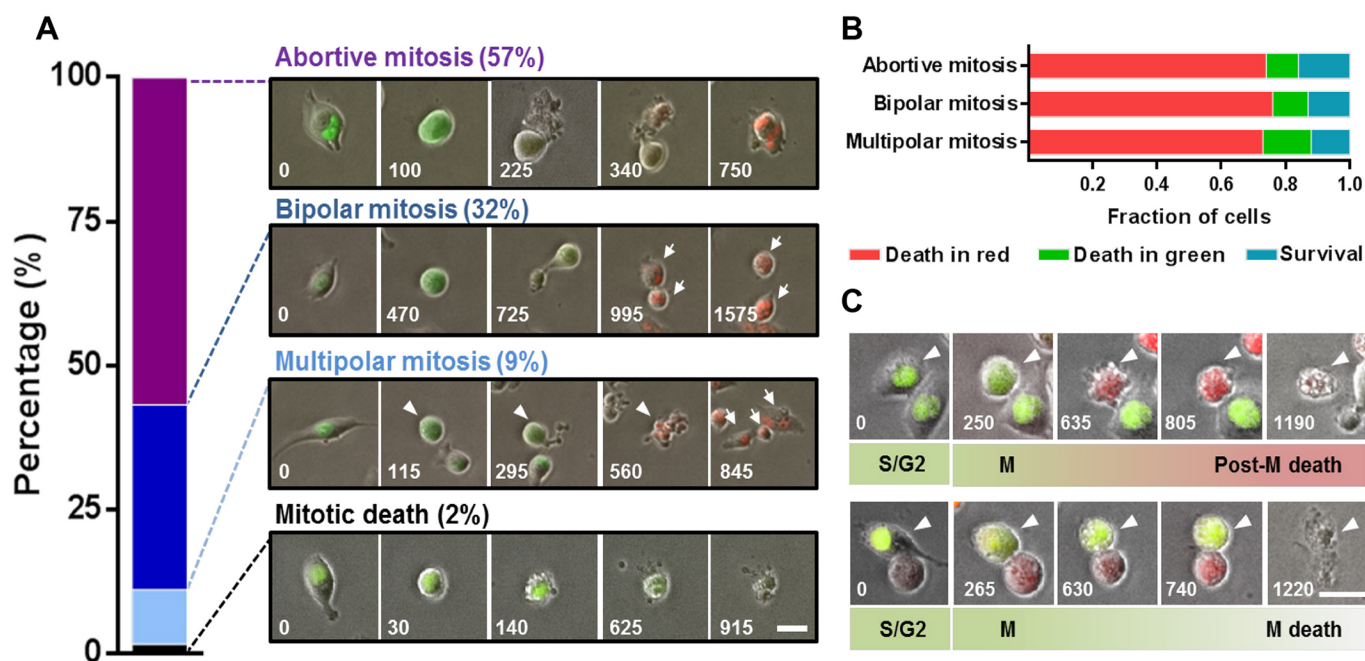 A
Percentage (%)
100
75
50
25
0
Abortive mitosis (57%)
0 100 225 340 750
Bipolar mitosis (32%)
0 470 725 995 1575
Multipolar mitosis (9%)
0 115 295 560 845
Mitotic death (2%)
0 30 140 625 915
B
Abortive mitosis
Bipolar mitosis
Multipolar mitosis
0.2 0.4 0.6 0.8 1.0
Fraction of cells
Death in red Death in green Survival
C
0 250 635 805 1190
S/G2 M Post-M death
0 265 630 740 1220
S/G2 M M death